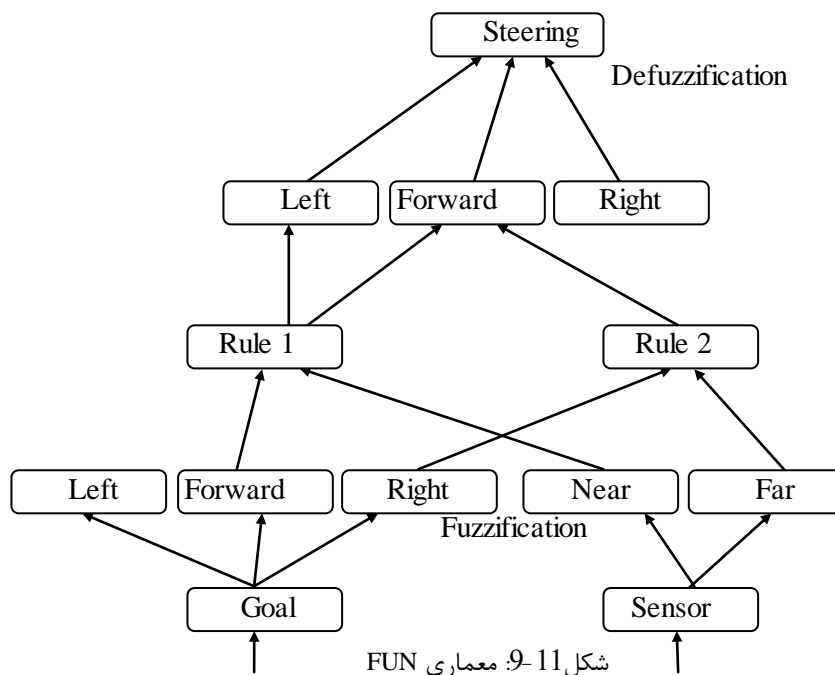 Steering
Defuzzification
Left Forward Right
Rule 1 Rule 2
Left Forward Right Near Far
Fuzzification
Goal Sensor
شکل11-9: معماری FUN